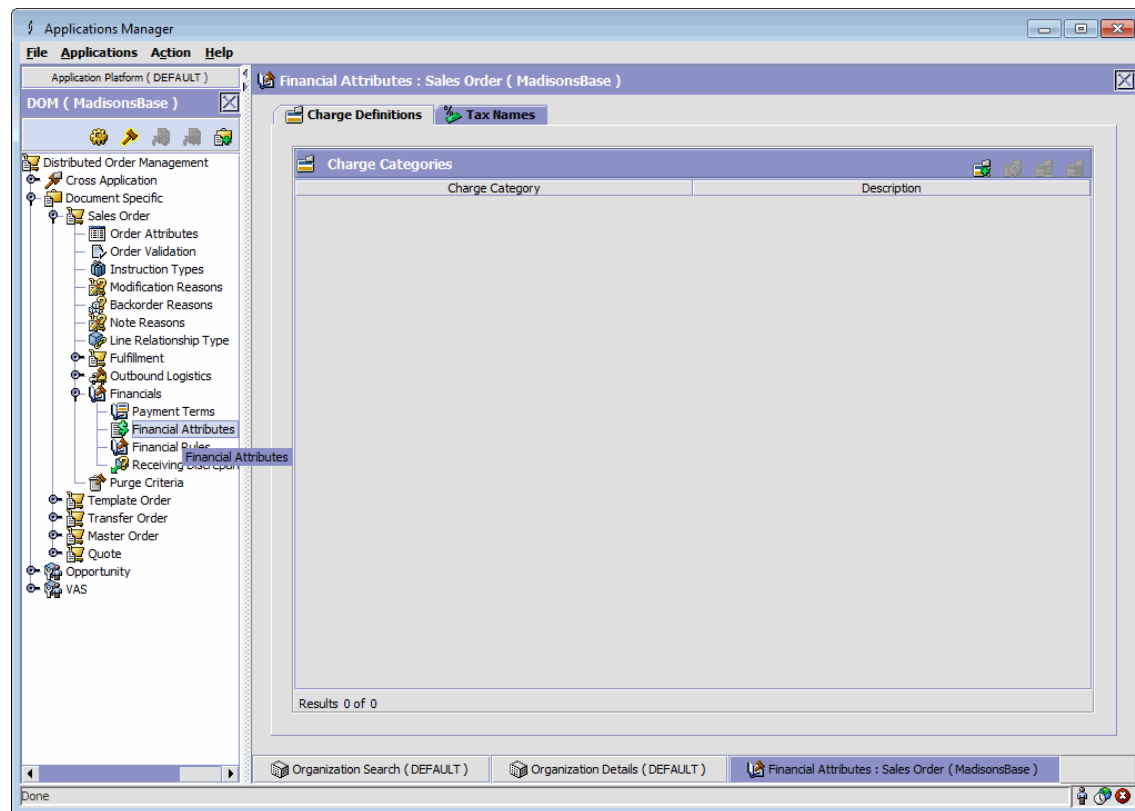 Applications Manager
File Applications Action Help
Application Platform ( DEFAULT )
DOM ( MadisonsBase )
Distributed Order Management
Cross Application
Document Specific
Sales Order
Order Attributes
Order Validation
Instruction Types
Modification Reasons
Backorder Reasons
Note Reasons
Line Relationship Type
Fulfillment
Outbound Logistics
Financials
Payment Terms
Financial Attributes
Financial Rules
Financial Attributes
Receiving Discrepan
Purge Criteria
Template Order
Transfer Order
Master Order
Quote
Opportunity
VAS
Financial Attributes : Sales Order ( MadisonsBase )
Charge Definitions Tax Names
Charge Categories
Charge Category Description
Results 0 of 0
Organization Search ( DEFAULT ) Organization Details ( DEFAULT ) Financial Attributes : Sales Order ( MadisonsBase )
Done